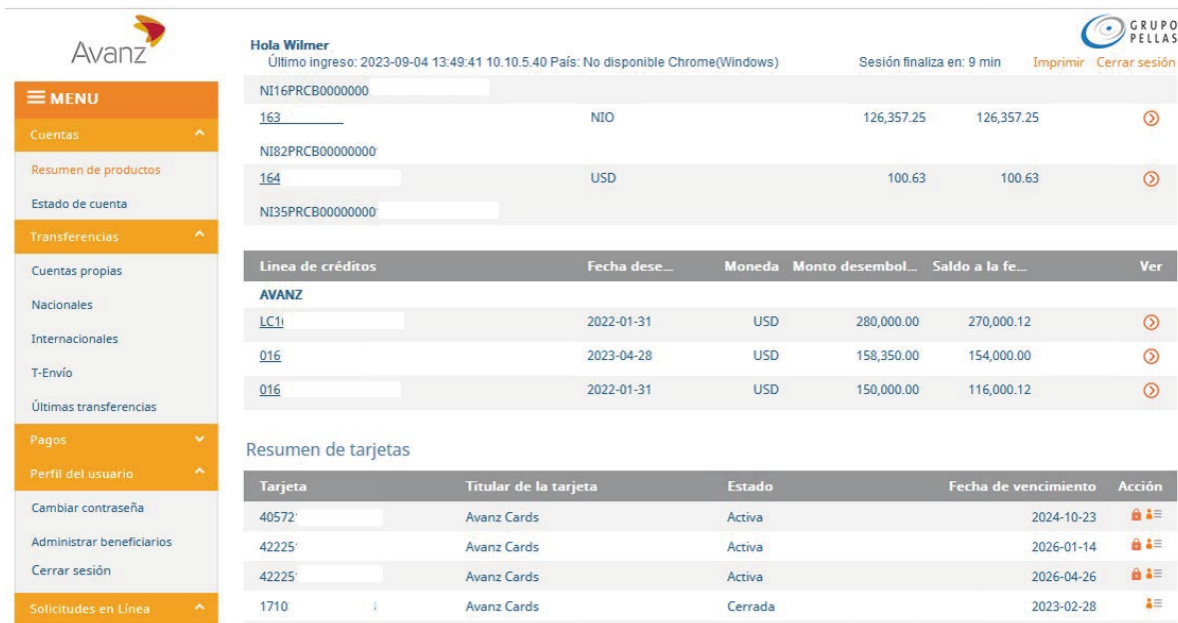 Avanz
GRUPO
PELLAS
Hola Wilmer
Último ingreso: 2023-09-04 13:49:41 10.10.5.40 País: No disponible Chrome(Windows)
Sesión finaliza en: 9 min
Imprimir Cerrar sesión
MENU
Cuentas
Resumen de productos
Estado de cuenta
Transferencias
Cuentas propias
Nacionales
Internacionales
T-Envío
Últimas transferencias
Pagos
Perfil del usuario
Cambiar contraseña
Administrar beneficiarios
Cerrar sesión
Solicitudes en Línea
NI16PRCB0000000
163 NIO 126,357.25 126,357.25
NI82PRCB00000000
164 USD 100.63 100.63
NI35PRCB00000000
Linea de créditos Fecha dese... Moneda Monto desembol... Saldo a la fe... Ver
AVANZ
LC1 2022-01-31 USD 280,000.00 270,000.12
016 2023-04-28 USD 158,350.00 154,000.00
016 2022-01-31 USD 150,000.00 116,000.12
Resumen de tarjetas
Tarjeta Titular de la tarjeta Estado Fecha de vencimiento Acción
40572 Avanz Cards Activa 2024-10-23
42225 Avanz Cards Activa 2026-01-14
42225 Avanz Cards Activa 2026-04-26
1710 Avanz Cards Cerrada 2023-02-28